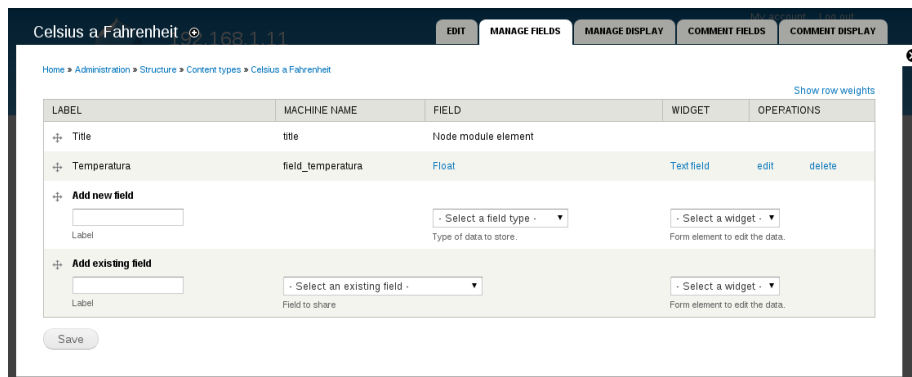 My account Log out
Celsius a Fahrenheit
192.168.1.11
EDIT MANAGE FIELDS MANAGE DISPLAY COMMENT FIELDS COMMENT DISPLAY
Home » Administration » Structure » Content types » Celsius a Fahrenheit
Show row weights
LABEL MACHINE NAME FIELD WIDGET OPERATIONS
Title title Node module element
Temperatura field_temperatura Float Text field edit delete
Add new field
- Select a field type - - Select a widget -
Label Type of data to store. Form element to edit the data.
Add existing field
- Select an existing field - - Select a widget -
Label Field to share Form element to edit the data.
Save